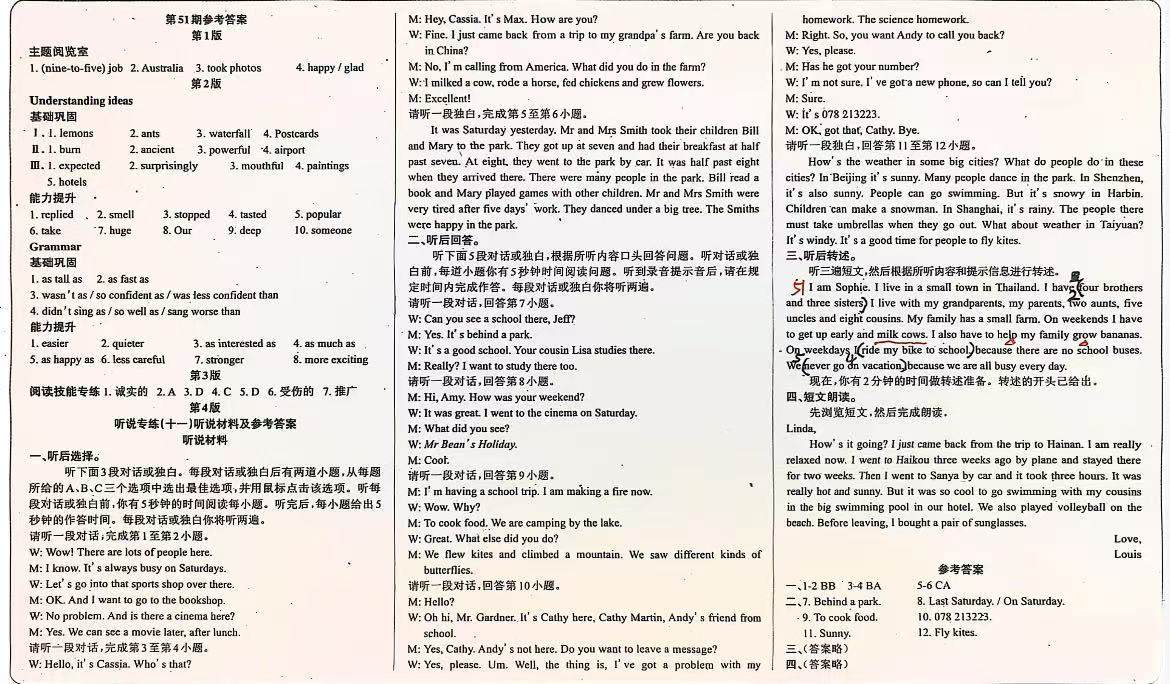 第51期参考答案
第1版
主题阅览室
1. (nine-to-five) job 2. Australia 3. took photos 4. happy / glad
第2版
Understanding ideas
基础巩固
Ⅰ. 1. lemons 2. ants 3. waterfall 4. Postcards
Ⅱ. 1. burn 2. ancient 3. powerful 4. airport
Ⅲ. 1. expected 2. surprisingly 3. mouthful 4. paintings
5. hotels
能力提升
1. replied 2. smell 3. stopped 4. tasted 5. popular
6. take 7. huge 8. Our 9. deep 10. someone
Grammar
基础巩固
1. as tall as 2. as fast as
3. wasn't as / so confident as / was less confident than
4. didn't sing as / so well as / sang worse than
能力提升
1. easier 2. quieter 3. as interested as 4. as much as
5. as happy as 6. less careful 7. stronger 8. more exciting
第3版
阅读技能专练 1. 诚实的 2. A 3. D 4. C 5. D 6. 受伤的 7. 推广
第4版
听说专练(十一)听说材料及参考答案
听说材料
一、听后选择。
听下面3段对话或独白。每段对话或独白后有两道小题,从每题
所给的A、B、C三个选项中选出最佳选项,并用鼠标点击该选项。听每
段对话或独白前,你有5秒钟的时间阅读每小题。听完后,每小题给出5
秒钟的作答时间。每段对话或独白你将听两遍。
请听一段对话,完成第1至第2小题。
W: Wow! There are lots of people here.
M: I know. It's always busy on Saturdays.
W: Let's go into that sports shop over there.
M: OK. And I want to go to the bookshop.
W: No problem. And is there a cinema here?
M: Yes. We can see a movie later, after lunch.
请听一段对话,完成第3至第4小题。
W: Hello, it's Cassia. Who's that?
M: Hey, Cassia. It's Max. How are you?
W: Fine. I just came back from a trip to my grandpa's farm. Are you back
in China?
M: No, I'm calling from America. What did you do in the farm?
W: I milked a cow, rode a horse, fed chickens and grew flowers.
M: Excellent!
请听一段独白,完成第5至第6小题。
It was Saturday yesterday. Mr and Mrs Smith took their children Bill
and Mary to the park. They got up at seven and had their breakfast at half
past seven. At eight, they went to the park by car. It was half past eight
when they arrived there. There were many people in the park. Bill read a
book and Mary played games with other children. Mr and Mrs Smith were
very tired after five days' work. They danced under a big tree. The Smiths
were happy in the park.
二、听后回答。
听下面5段对话或独白,根据所听内容口头回答问题。听对话或独
白前,每道小题你有5秒钟时间阅读问题。听到录音提示音后,请在规
定时间内完成作答。每段对话或独白你将听两遍。
请听一段对话,回答第7小题。
W: Can you see a school there, Jeff?
M: Yes. It's behind a park.
W: It's a good school. Your cousin Lisa studies there.
M: Really? I want to study there too.
请听一段对话,回答第8小题。
M: Hi, Amy. How was your weekend?
W: It was great. I went to the cinema on Saturday.
M: What did you see?
W: Mr Bean's Holiday.
M: Cool.
请听一段对话,回答第9小题。
M: I'm having a school trip. I am making a fire now.
W: Wow. Why?
M: To cook food. We are camping by the lake.
W: Great. What else did you do?
M: We flew kites and climbed a mountain. We saw different kinds of
butterflies.
请听一段对话,回答第10小题。
M: Hello?
W: Oh hi, Mr. Gardner. It's Cathy here, Cathy Martin, Andy's friend from
school.
M: Yes, Cathy. Andy's not here. Do you want to leave a message?
W: Yes, please. Um. Well, the thing is, I've got a problem with my
homework. The science homework.
M: Right. So, you want Andy to call you back?
W: Yes, please.
M: Has he got your number?
W: I'm not sure. I've got a new phone, so can I tell you?
M: Sure.
W: It's 078 213223.
M: OK, got that, Cathy. Bye.
请听一段独白,回答第11至第12小题。
How's the weather in some big cities? What do people do in these
cities? In Beijing it's sunny. Many people dance in the park. In Shenzhen,
it's also sunny. People can go swimming. But it's snowy in Harbin.
Children can make a snowman. In Shanghai, it's rainy. The people there
must take umbrellas when they go out. What about weather in Taiyuan?
It's windy. It's a good time for people to fly kites.
三、听后转述。
听三遍短文,然后根据所听内容和提示信息进行转述。
I am Sophie. I live in a small town in Thailand. I have four brothers
and three sisters. I live with my grandparents, my parents, two aunts, five
uncles and eight cousins. My family has a small farm. On weekends I have
to get up early and milk cows. I also have to help my family grow bananas.
On weekdays I ride my bike to school because there are no school buses.
We never go on vacation because we are all busy every day.
现在,你有2分钟的时间做转述准备。转述的开头已给出。
四、短文朗读。
先浏览短文,然后完成朗读。
Linda,
How's it going? I just came back from the trip to Hainan. I am really
relaxed now. I went to Haikou three weeks ago by plane and stayed there
for two weeks. Then I went to Sanya by car and it took three hours. It was
really hot and sunny. But it was so cool to go swimming with my cousins
in the big swimming pool in our hotel. We also played volleyball on the
beach. Before leaving, I bought a pair of sunglasses.
Love,
Louis
参考答案
一、1-2 BB 3-4 BA 5-6 CA
二、7. Behind a park. 8. Last Saturday. / On Saturday.
9. To cook food. 10. 078 213223.
11. Sunny. 12. Fly kites.
三、(答案略)
四、(答案略)